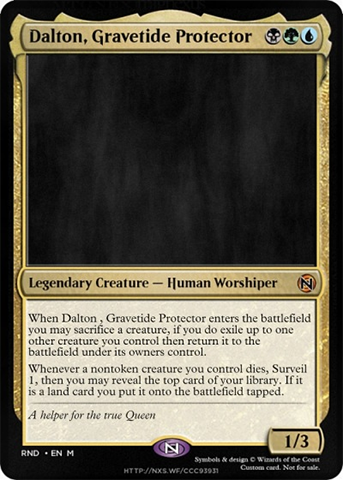 Dalton, Gravetide Protector
Legendary Creature — Human Worshiper
When Dalton , Gravetide Protector enters the battlefield
you may sacrifice a creature, if you do exile up to one
other creature you control then return it to the
battlefield under its owners control.
Whenever a nontoken creature you control dies, Surveil
1, then you may reveal the top card of your library. If it
is a land card you put it onto the battlefield tapped.
A helper for the true Queen
1/3
RND • EN M
Symbols & design © Wizards of the Coast
Custom card. Not for sale.
HTTP://NXS.WF/CCC93931